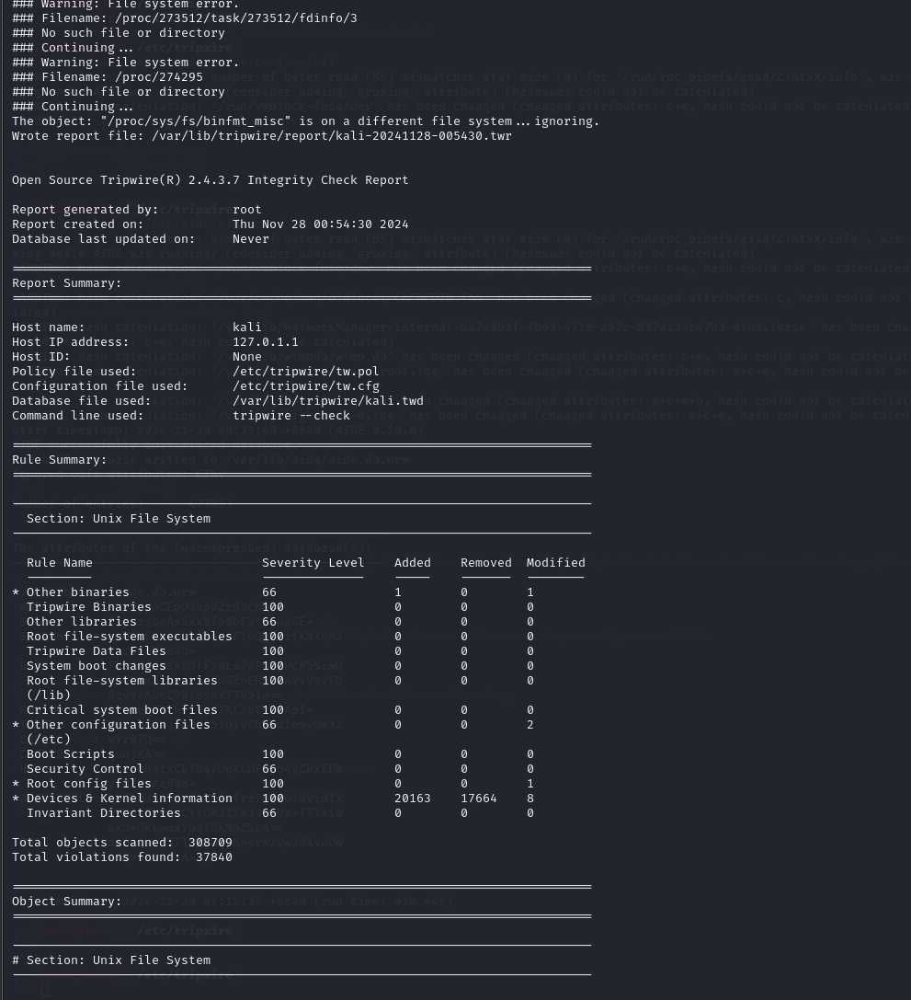 ### Warning: File system error.
### Filename: /proc/273512/task/273512/fdinfo/3
### No such file or directory
### Continuing...
### Warning: File system error.
### Filename: /proc/274295
### No such file or directory
### Continuing...
The object: "/proc/sys/fs/binfmt_misc" is on a different file system...ignoring.
Wrote report file: /var/lib/tripwire/report/kali-20241128-005430.twr
Open Source Tripwire(R) 2.4.3.7 Integrity Check Report
Report generated by: root
Report created on: Thu Nov 28 00:54:30 2024
Database last updated on: Never
Report Summary:
Host name: kali
Host IP address: 127.0.1.1
Host ID: None
Policy file used: /etc/tripwire/tw.pol
Configuration file used: /etc/tripwire/tw.cfg
Database file used: /var/lib/tripwire/kali.twd
Command line used: tripwire --check
Rule Summary:
Section: Unix File System
Rule Name Severity Level Added Removed Modified
* Other binaries 66 1 0 1
Tripwire Binaries 100 0 0 0
Other libraries 66 0 0 0
Root file-system executables 100 0 0 0
Tripwire Data Files 100 0 0 0
System boot changes 100 0 0 0
Root file-system libraries 100 0 0 0
(/lib)
Critical system boot files 100 0 0 0
* Other configuration files 66 0 0 2
(/etc)
Boot Scripts 100 0 0 0
Security Control 66 0 0 0
* Root config files 100 0 0 1
* Devices & Kernel information 100 20163 17664 8
Invariant Directories 66 0 0 0
Total objects scanned: 308709
Total violations found: 37840
Object Summary:
# Section: Unix File System